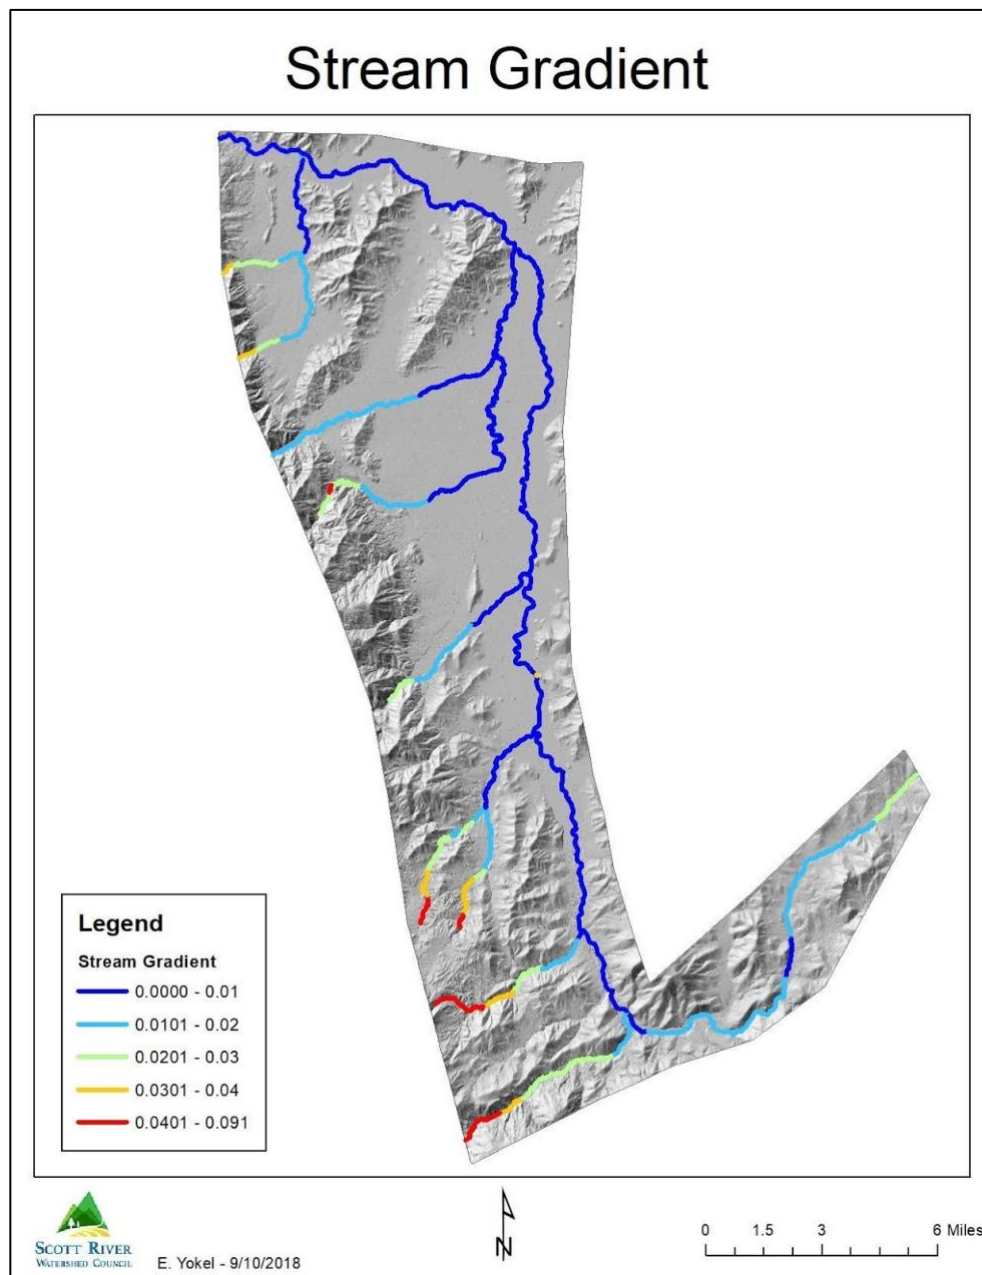 Stream Gradient
Legend
Stream Gradient
0.0000 - 0.01
0.0101 - 0.02
0.0201 - 0.03
0.0301 - 0.04
0.0401 - 0.091
SCOTT RIVER
WATERSHED COUNCIL
E. Yokel - 9/10/2018
N
0 1.5 3 6 Miles